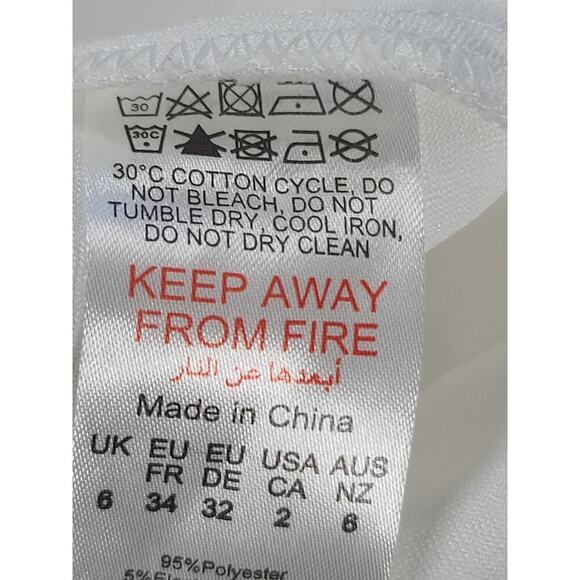 30
30C
30°C COTTON CYCLE, DO
NOT BLEACH, DO NOT
TUMBLE DRY, COOL IRON,
DO NOT DRY CLEAN
KEEP AWAY
FROM FIRE
أبعدها عن النار
Made in China
UK EU EU USA AUS
FR DE CA NZ
6 34 32 2 6
95%Polyester